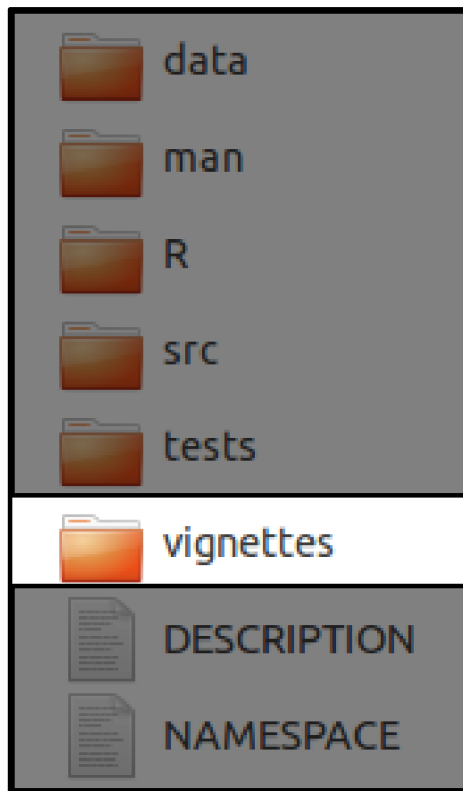 data
man
R
src
tests
vignettes
DESCRIPTION
NAMESPACE